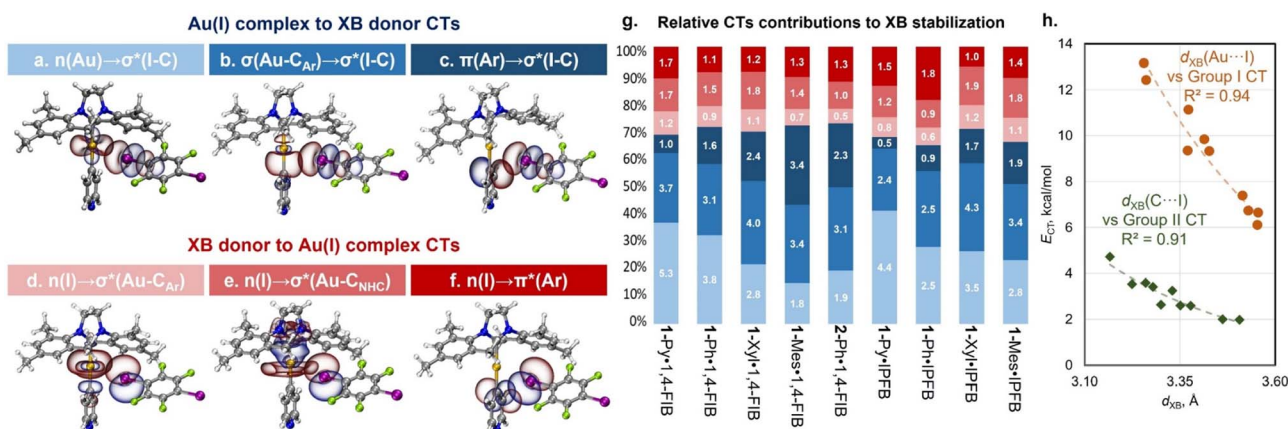 Au(I) complex to XB donor CTs
a. n(Au)→σ*(I-C)
b. σ(Au-C_Ar)→σ*(I-C)
c. π(Ar)→σ*(I-C)
XB donor to Au(I) complex CTs
d. n(I)→σ*(Au-C_Ar)
e. n(I)→σ*(Au-C_NHC)
f. n(I)→π*(Ar)
g. Relative CTs contributions to XB stabilization
100%
90%
80%
70%
60%
50%
40%
30%
20%
10%
0%
1.7 1.1 1.2 1.3 1.3 1.5 1.8 1.0 1.4
1.7 1.5 1.8 1.4 1.0 1.2 0.9 1.9 1.8
1.2 0.9 1.1 0.7 0.5 0.8 0.6 1.2 1.1
1.0 1.6 2.4 3.4 2.3 0.5 0.9 1.7 1.9
3.7 3.1 4.0 3.4 3.1 2.4 2.5 4.3 3.4
5.3 3.8 2.8 1.8 1.9 4.4 2.5 3.5 2.8
1-Py•1,4-FIB
1-Ph•1,4-FIB
1-Xyl•1,4-FIB
1-Mes•1,4-FIB
2-Ph•1,4-FIB
1-Py•IPFB
1-Ph•IPFB
1-Xyl•IPFB
1-Mes•IPFB
h.
14
12
10
8
6
4
2
0
E_CT, kcal/mol
d_XB(Au···I)
vs Group I CT
R² = 0.94
d_XB(C···I)
vs Group II CT
R² = 0.91
3.10 3.35 3.60
d_XB, Å